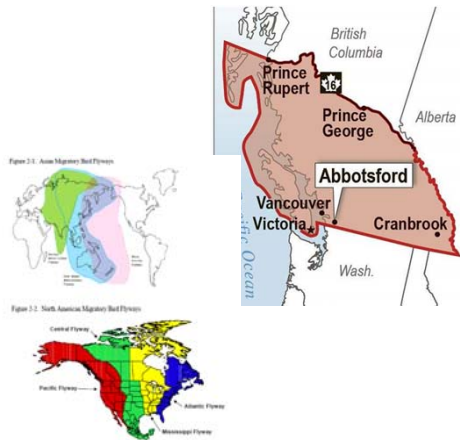 British
Columbia
Prince
Rupert
16
Prince
George
Alberta
Abbotsford
Vancouver
Victoria
Cranbrook
Pacific Ocean
Wash.
Figure 2-1. Asian Migratory Bird Flyways
Figure 2-2. North American Migratory Bird Flyways
Central Flyway
Pacific Flyway
Atlantic Flyway
Mississippi Flyway